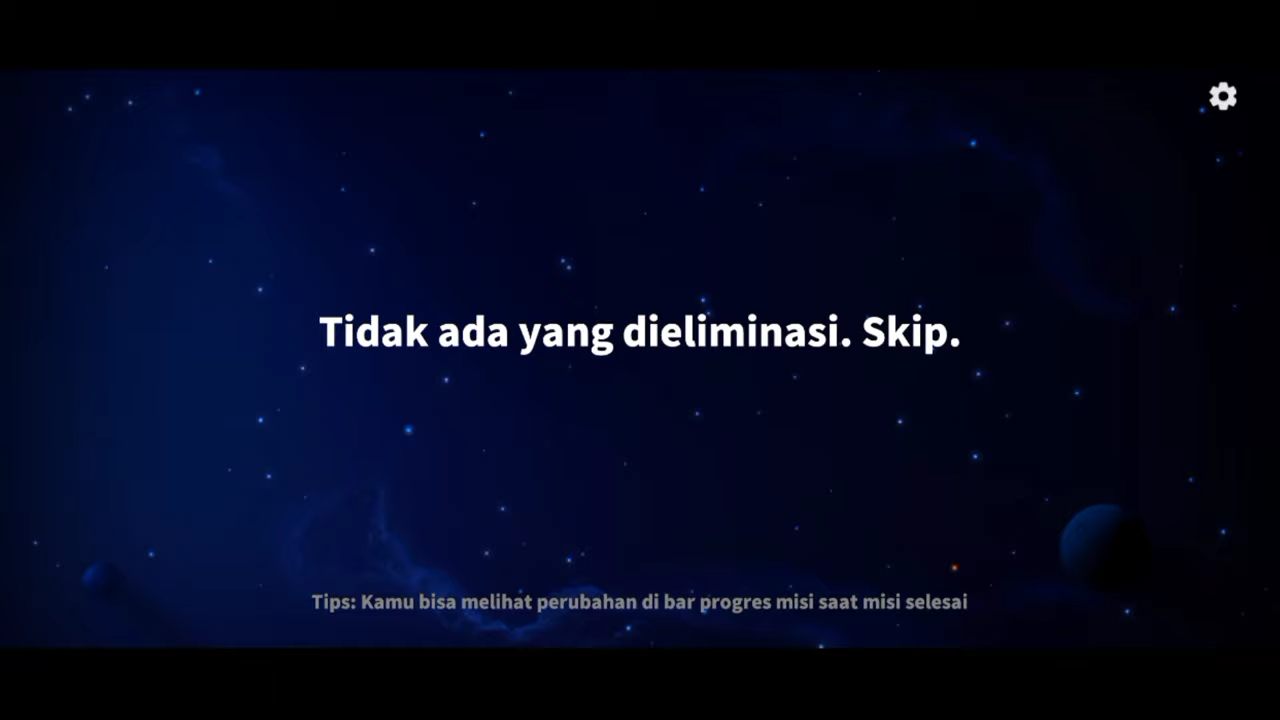 Tidak ada yang dieliminasi. Skip.
Tips: Kamu bisa melihat perubahan di bar progres misi saat misi selesai